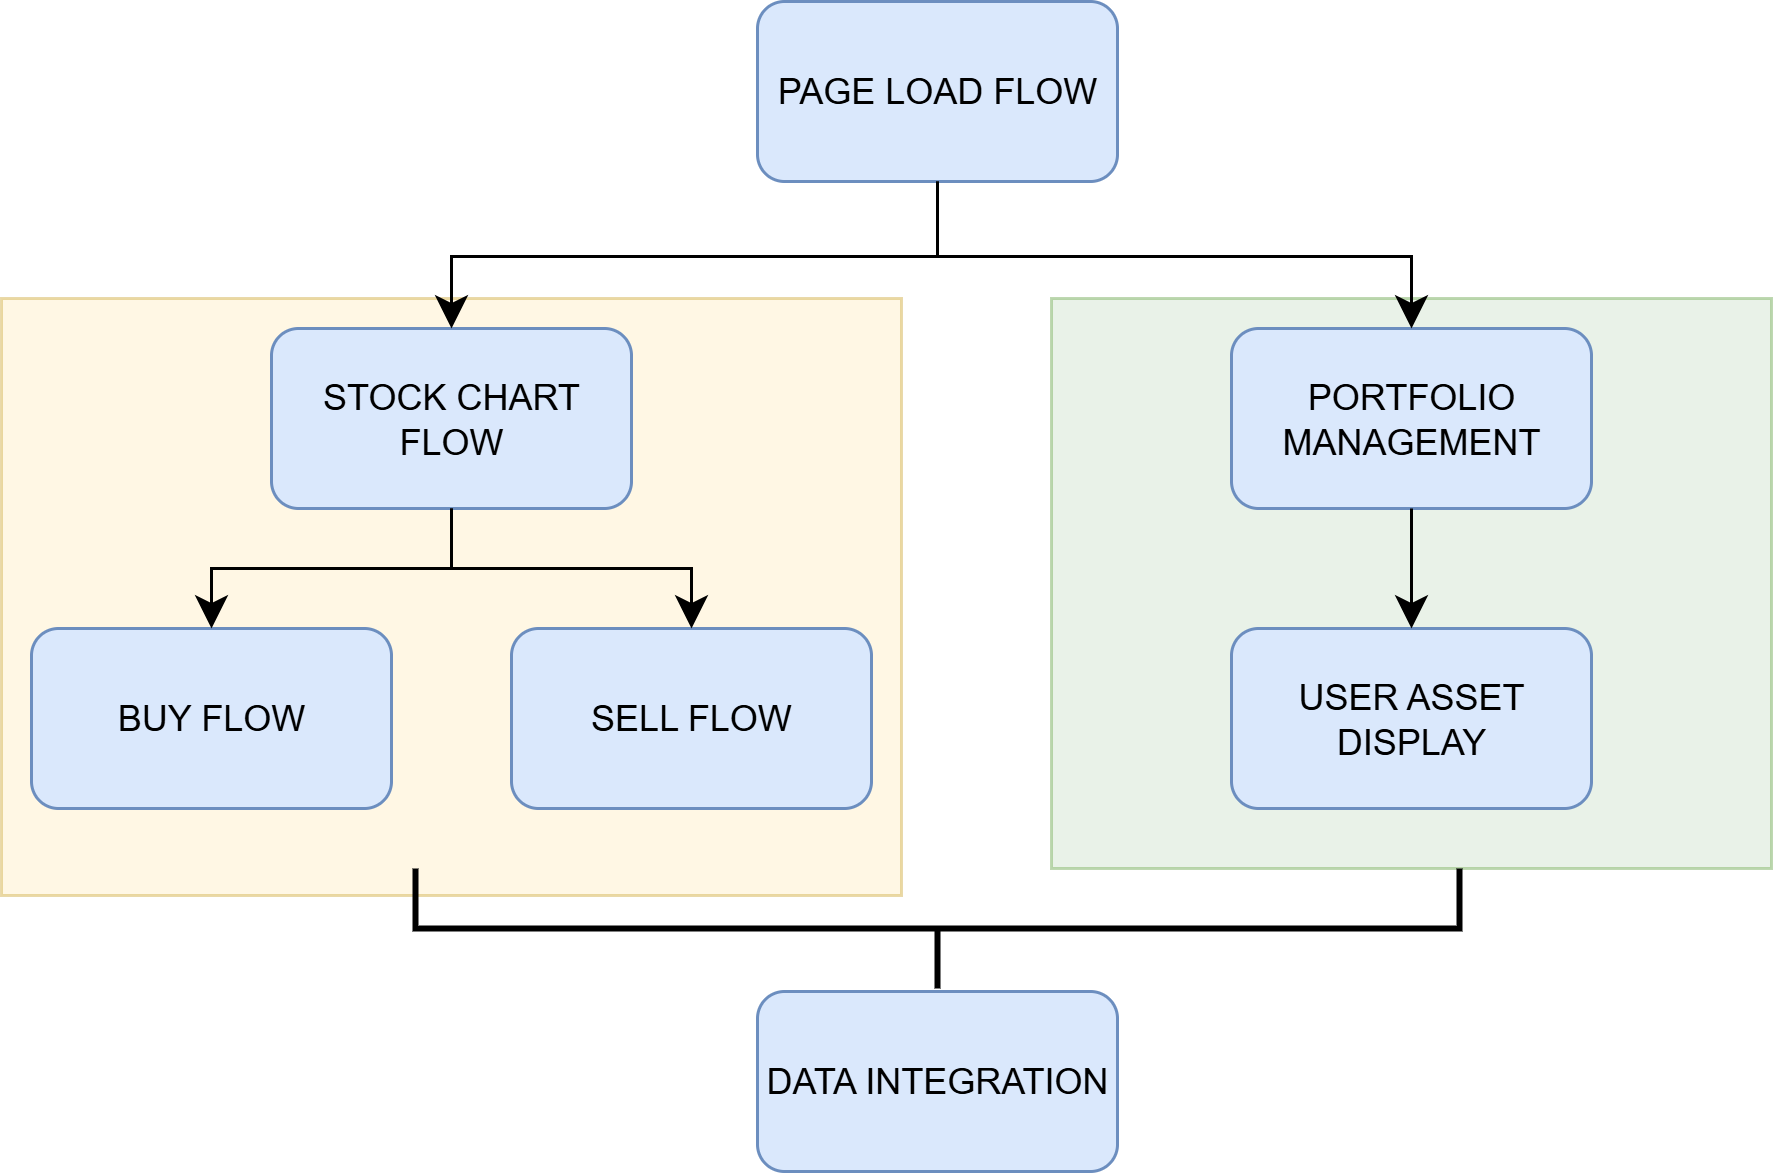 PAGE LOAD FLOW
STOCK CHART
FLOW
PORTFOLIO
MANAGEMENT
BUY FLOW
SELL FLOW
USER ASSET
DISPLAY
DATA INTEGRATION